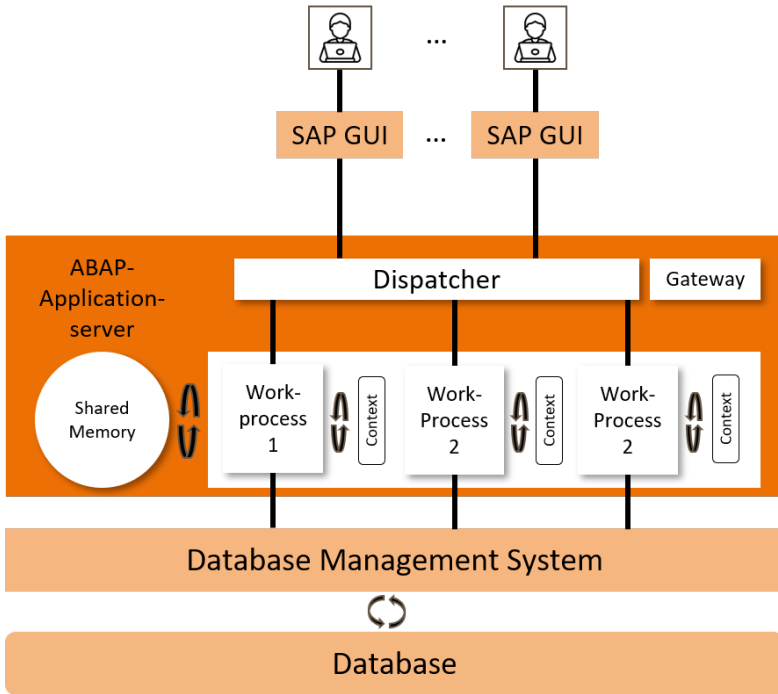 ...
SAP GUI
...
SAP GUI
ABAP-
Application-
server
Dispatcher
Gateway
Shared
Memory
Work-
process
1
Context
Work-
Process
2
Context
Work-
Process
2
Context
Database Management System
Database